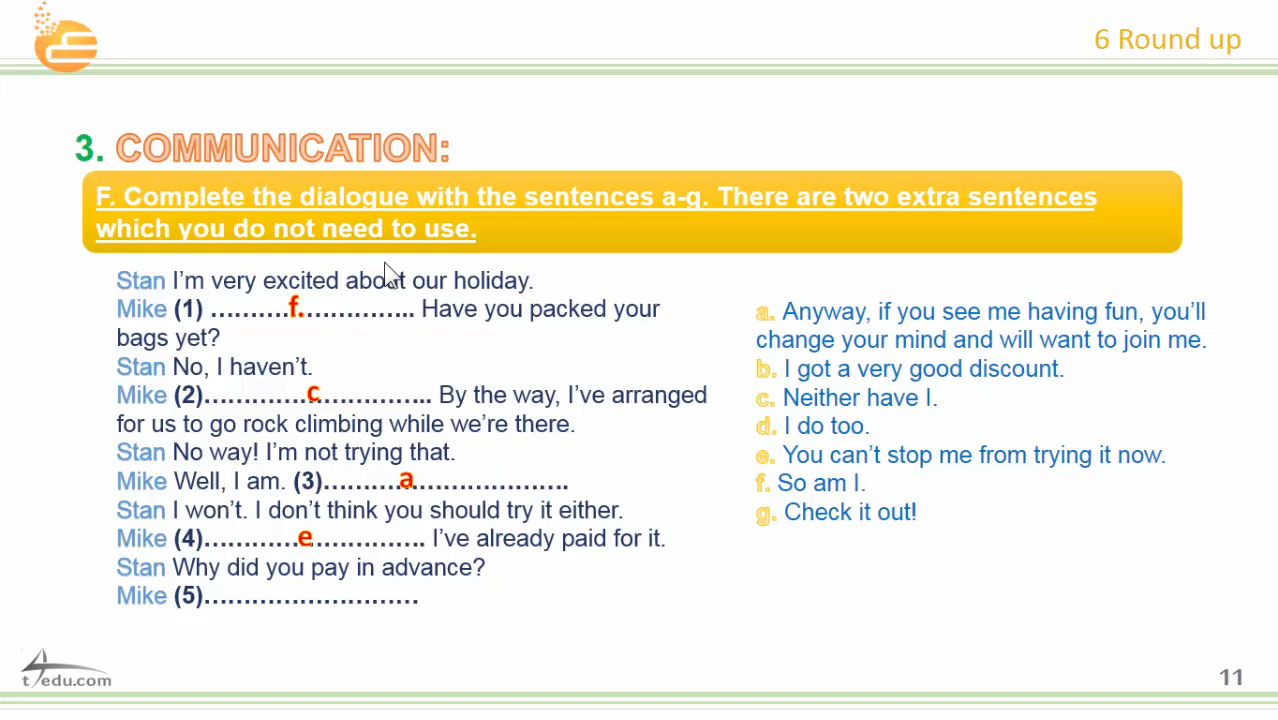 6 Round up
3. COMMUNICATION:
F. Complete the dialogue with the sentences a-g. There are two extra sentences
which you do not need to use.
Stan I'm very excited about our holiday.
Mike (1) ……….f.………….. Have you packed your
bags yet?
Stan No, I haven't.
Mike (2)…………..c………….. By the way, I've arranged
for us to go rock climbing while we're there.
Stan No way! I'm not trying that.
Mike Well, I am. (3)……….a……………….
Stan I won't. I don't think you should try it either.
Mike (4)…………e………….. I've already paid for it.
Stan Why did you pay in advance?
Mike (5)………………………
a. Anyway, if you see me having fun, you'll
change your mind and will want to join me.
b. I got a very good discount.
c. Neither have I.
d. I do too.
e. You can't stop me from trying it now.
f. So am I.
g. Check it out!
t4edu.com
11